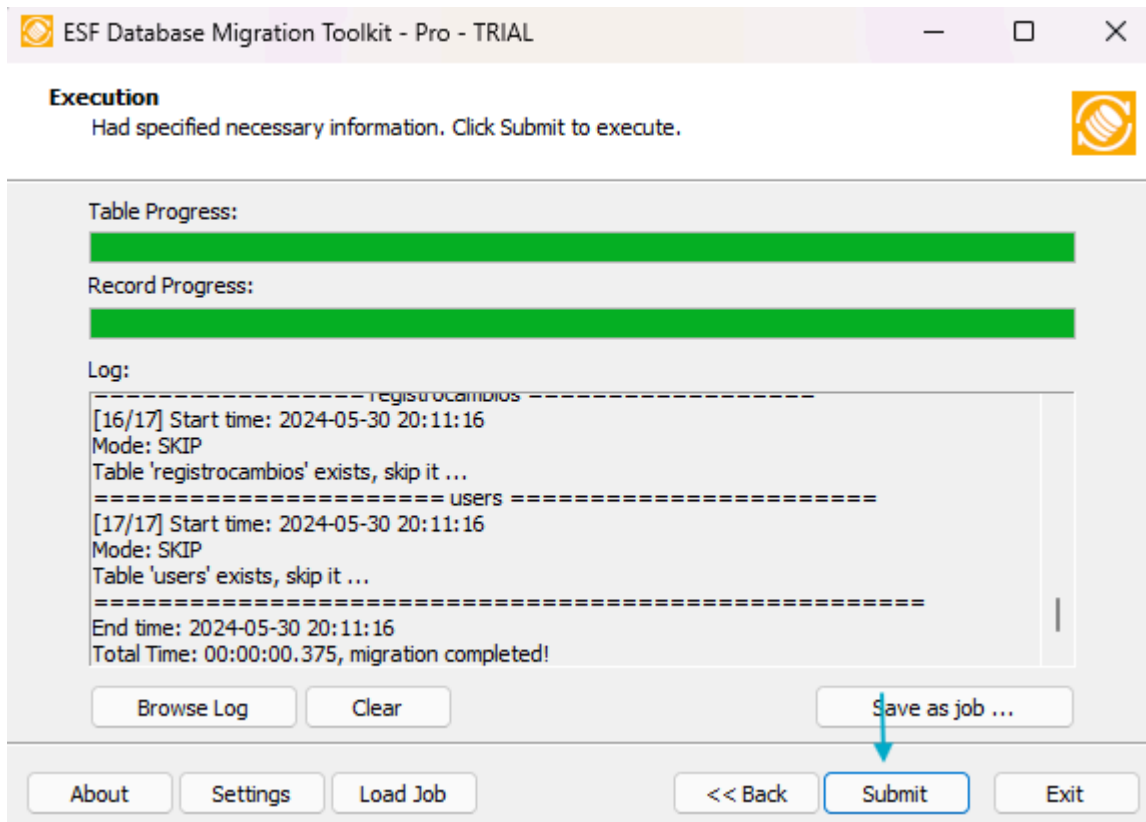 ESF Database Migration Toolkit - Pro - TRIAL
Execution
Had specified necessary information. Click Submit to execute.
Table Progress:
Record Progress:
Log:
================= registrocambios ==================
[16/17] Start time: 2024-05-30 20:11:16
Mode: SKIP
Table 'registrocambios' exists, skip it ...
====================== users =======================
[17/17] Start time: 2024-05-30 20:11:16
Mode: SKIP
Table 'users' exists, skip it ...
====================================================
End time: 2024-05-30 20:11:16
Total Time: 00:00:00.375, migration completed!
Browse Log
Clear
Save as job ...
About
Settings
Load Job
<< Back
Submit
Exit